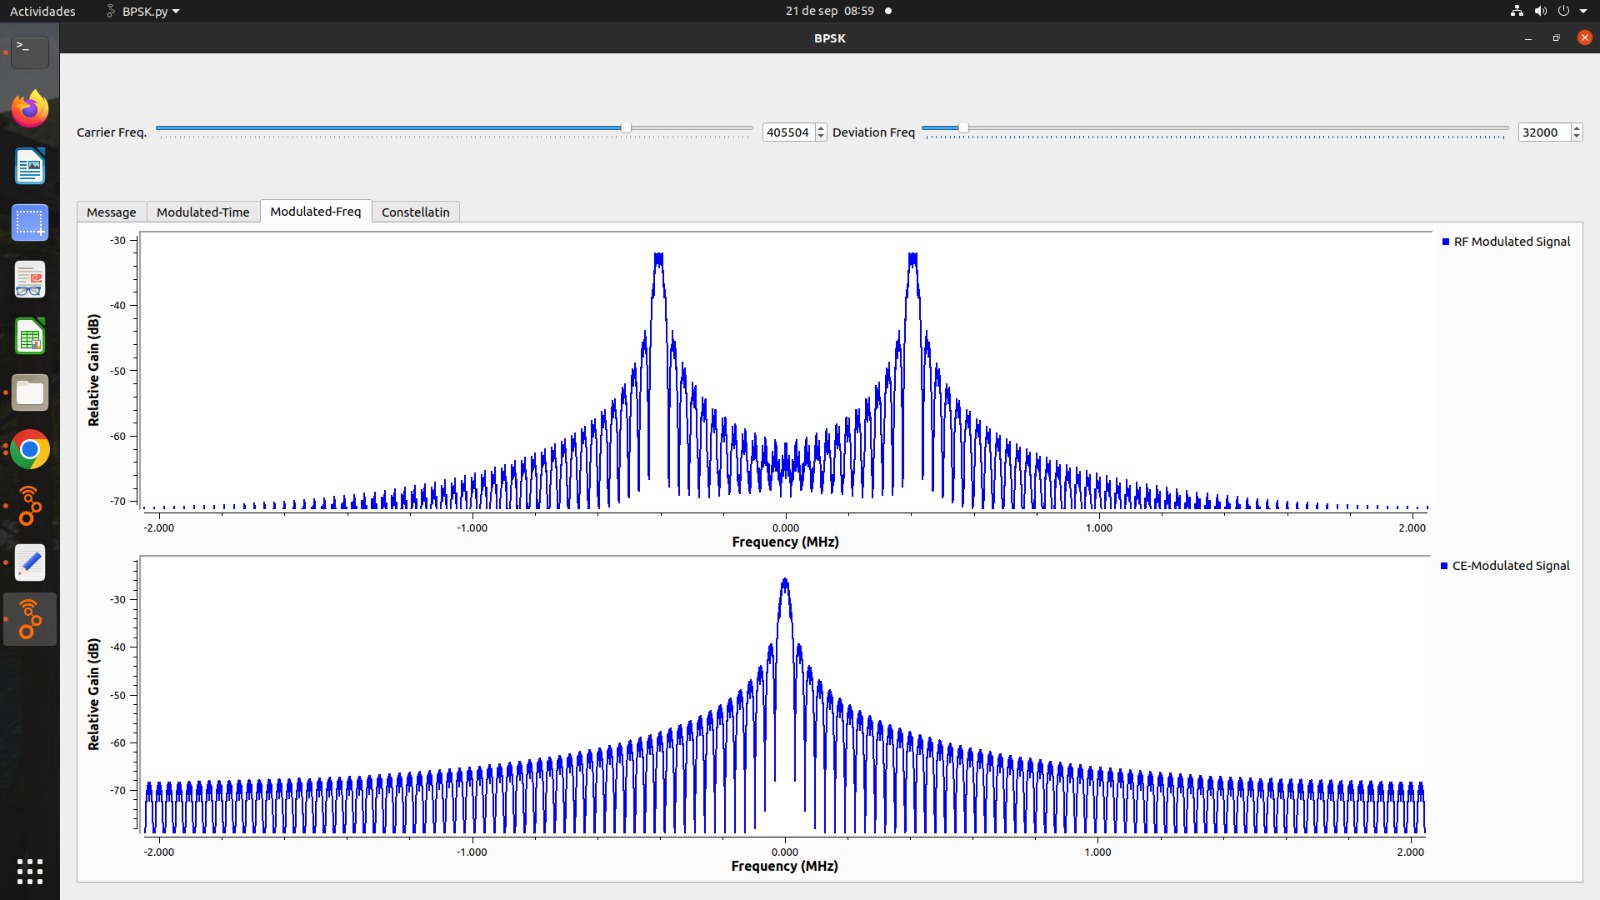 Actividades
BPSK.py
21 de sep 08:59
BPSK
Carrier Freq.
405504
Deviation Freq
32000
Message
Modulated-Time
Modulated-Freq
Constellatin
RF Modulated Signal
-30
-40
-50
-60
-70
Relative Gain (dB)
-2.000
-1.000
0.000
1.000
2.000
Frequency (MHz)
CE-Modulated Signal
-30
-40
-50
-60
-70
Relative Gain (dB)
-2.000
-1.000
0.000
1.000
2.000
Frequency (MHz)